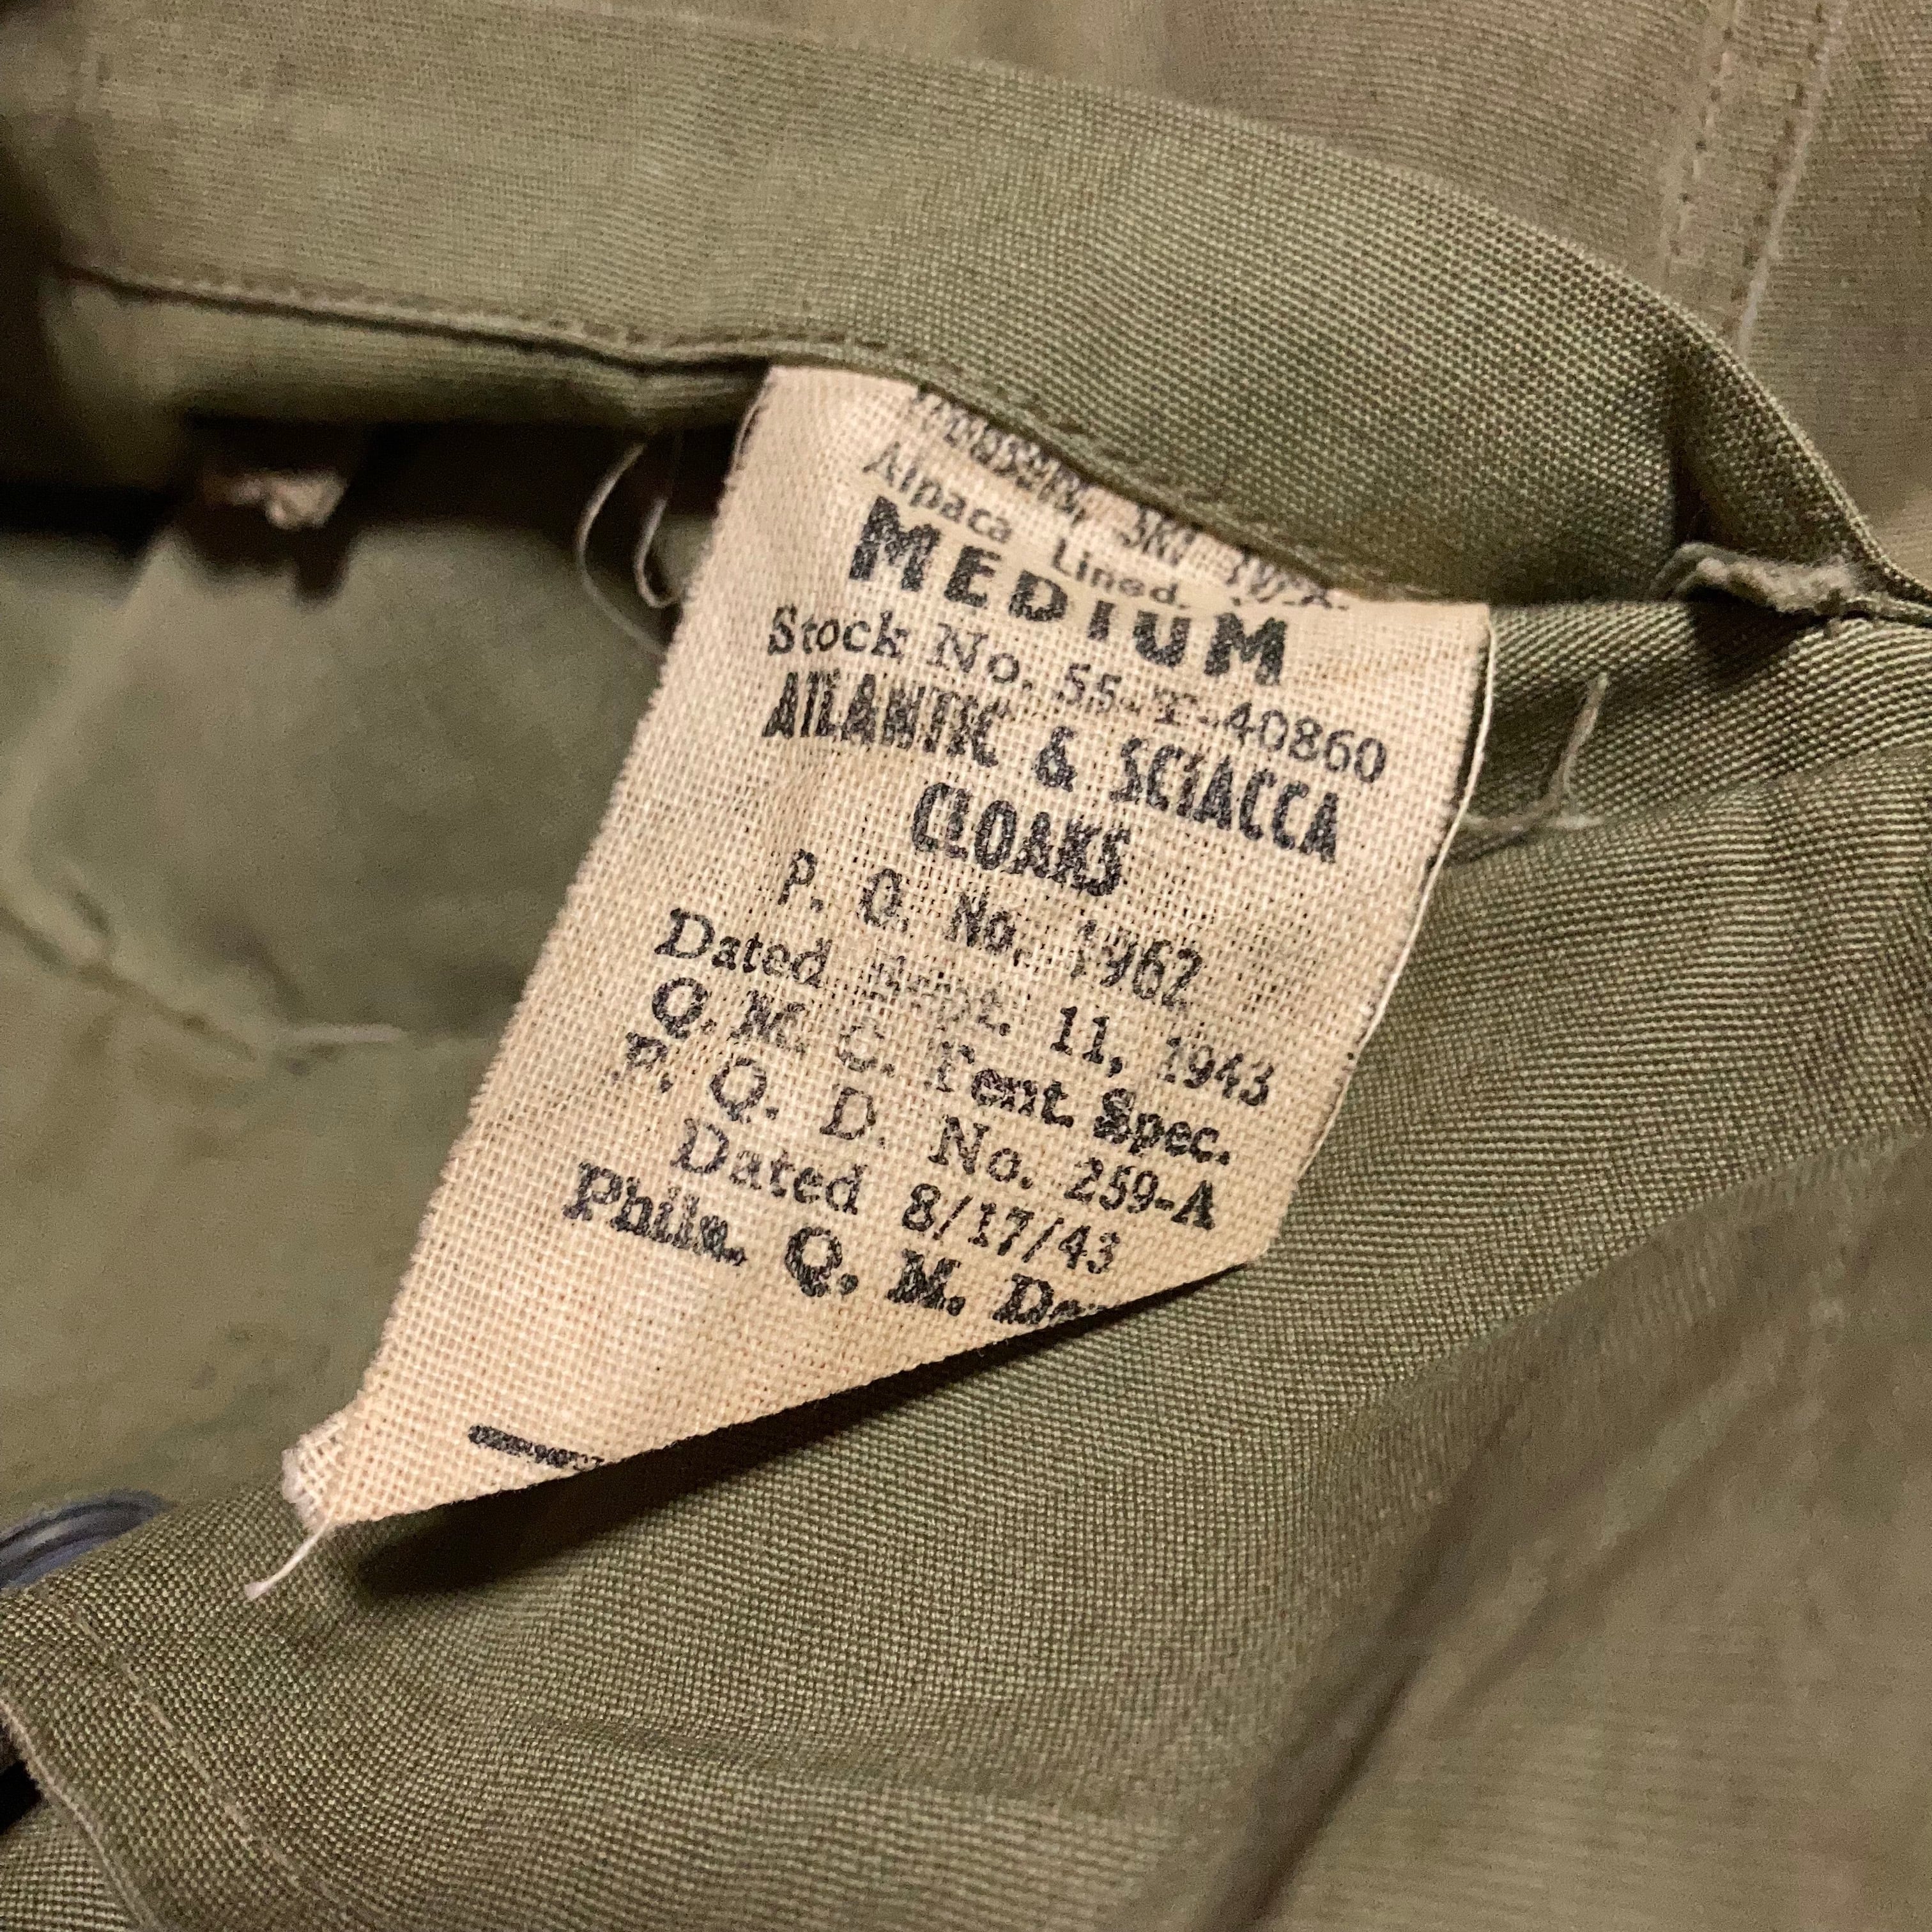 Alpaca Lined.
MEDIUM
Stock No. 55-T-40860
ATLANTIC & SCIACCA
CLOAKS
P. O. No. 1962
Dated Sept. 11, 1943
Q. M. C. Tent. Spec.
P. Q. D. No. 259-A
Dated 8/17/43
Phila. Q. M. De